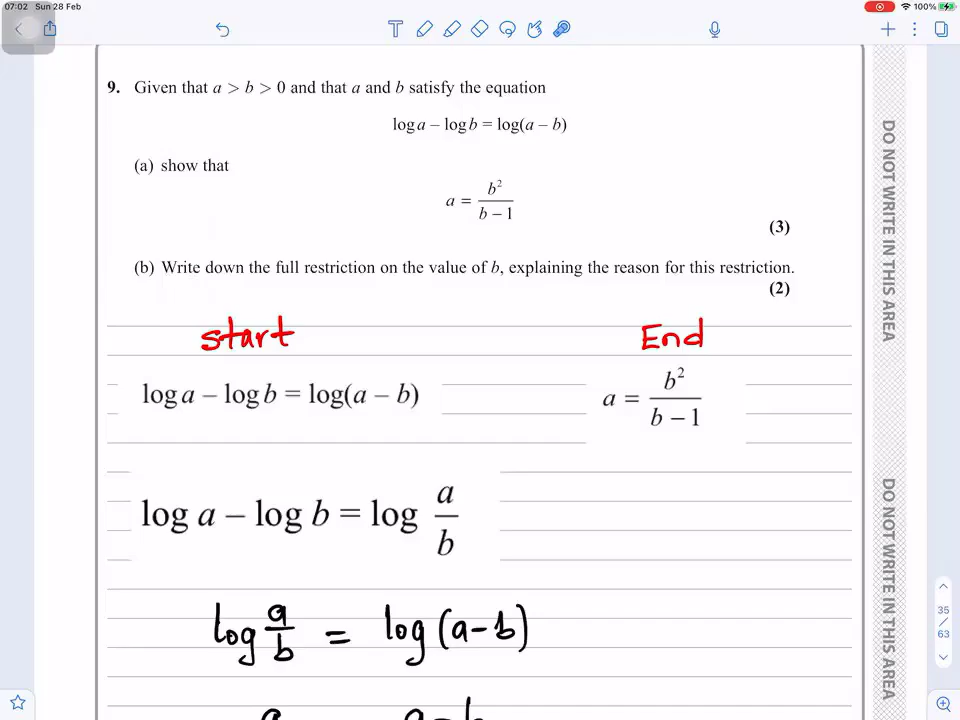 07:02 Sun 28 Feb
100%
9. Given that a > b > 0 and that a and b satisfy the equation
log a – log b = log(a – b)
(a) show that
a = b² / (b – 1)
(3)
(b) Write down the full restriction on the value of b, explaining the reason for this restriction.
(2)
start
End
log a – log b = log(a – b)
a = b² / (b – 1)
log a – log b = log a/b
log a/b = log (a-b)
a a-b
DO NOT WRITE IN THIS AREA
DO NOT WRITE IN THIS AREA
35
/
63